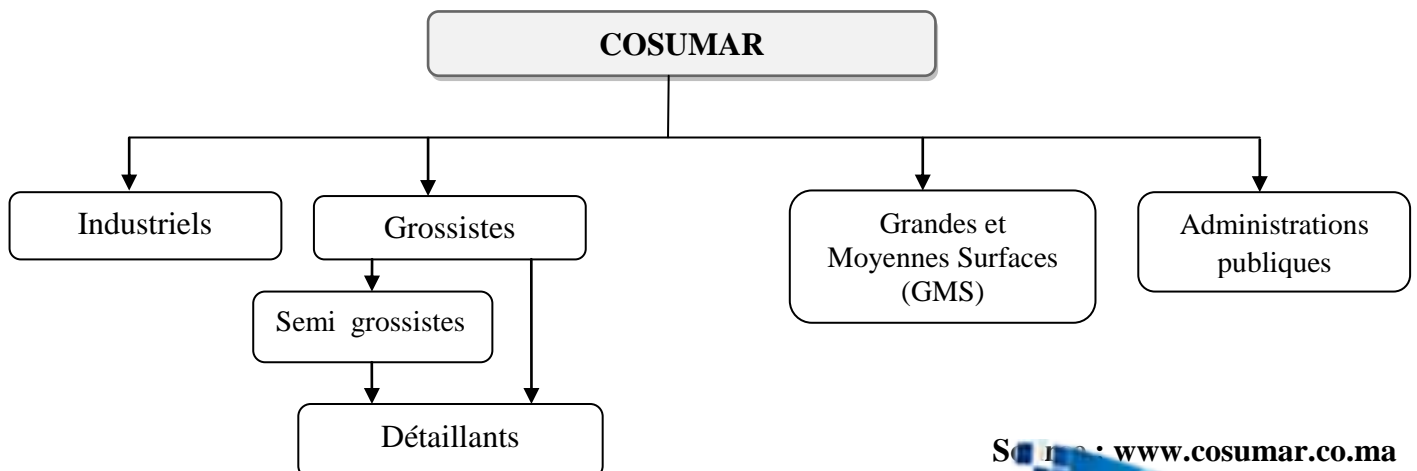 COSUMAR
Industriels
Grossistes
Grandes et
Moyennes Surfaces
(GMS)
Administrations
publiques
Semi grossistes
Détaillants
: www.cosumar.co.ma